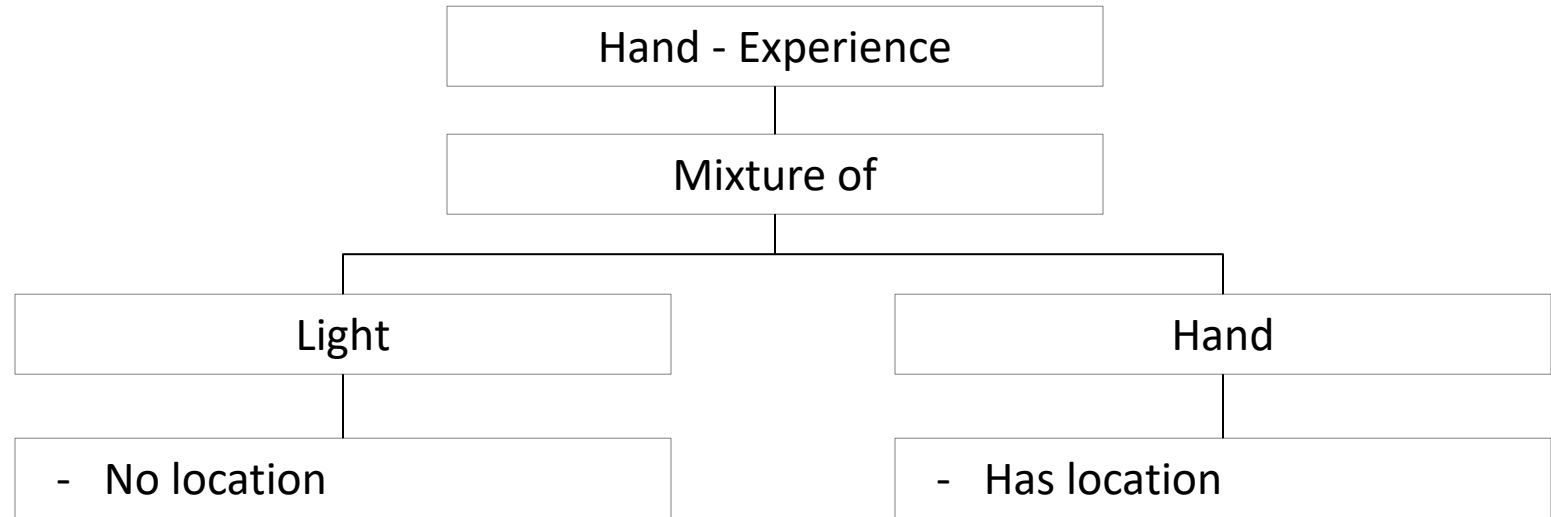 Hand - Experience
Mixture of
Light
Hand
- No location
- Has location